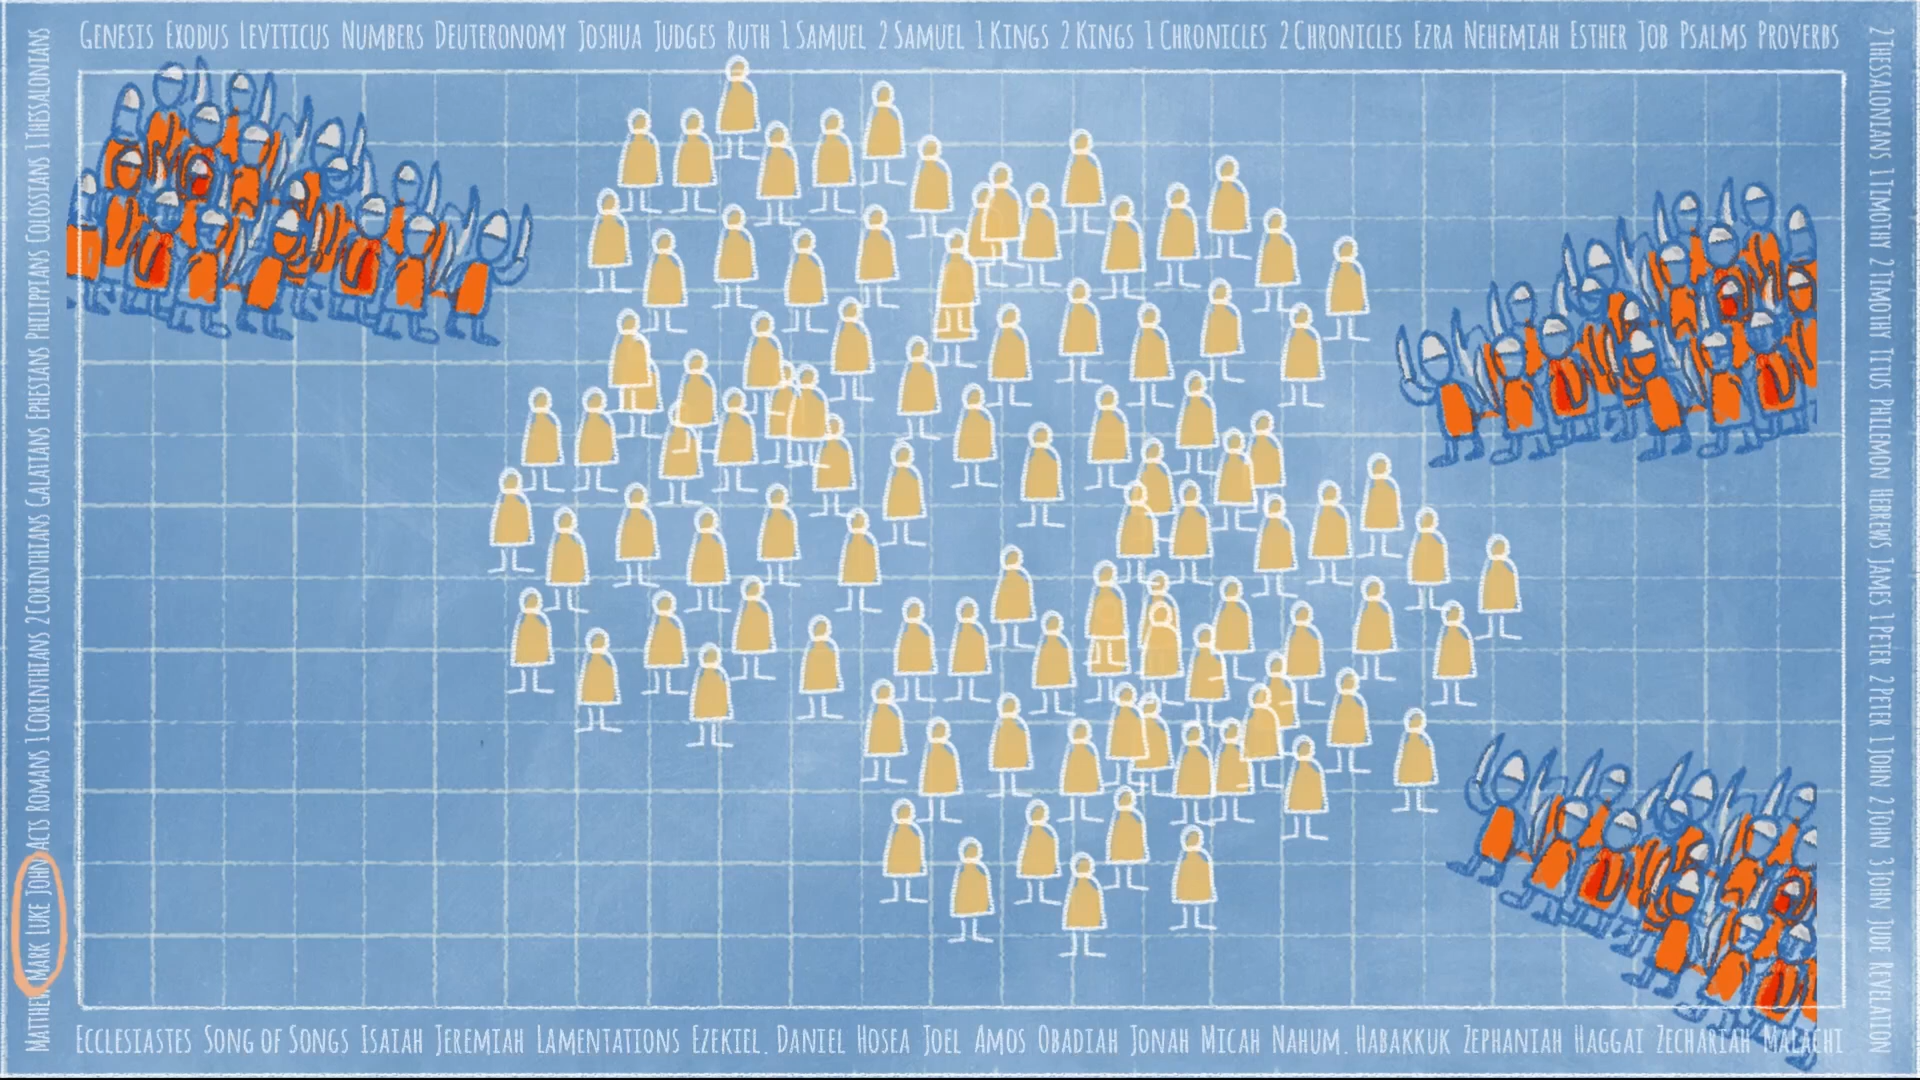 GENESIS EXODUS LEVITICUS NUMBERS DEUTERONOMY JOSHUA JUDGES RUTH 1 SAMUEL 2 SAMUEL 1 KINGS 2 KINGS 1 CHRONICLES 2 CHRONICLES EZRA NEHEMIAH ESTHER JOB PSALMS PROVERBS
ECCLESIASTES SONG OF SONGS ISAIAH JEREMIAH LAMENTATIONS EZEKIEL. DANIEL HOSEA JOEL AMOS OBADIAH JONAH MICAH NAHUM. HABAKKUK ZEPHANIAH HAGGAI ZECHARIAH MALACHI
MATTHEW MARK LUKE JOHN ACTS ROMANS 1 CORINTHIANS 2 CORINTHIANS GALATIANS EPHESIANS PHILIPPIANS COLOSSIANS 1 THESSALONIANS
2 THESSALONIANS 1 TIMOTHY 2 TIMOTHY TITUS PHILEMON HEBREWS JAMES 1 PETER 2 PETER 1 JOHN 2 JOHN 3 JOHN JUDE REVELATION